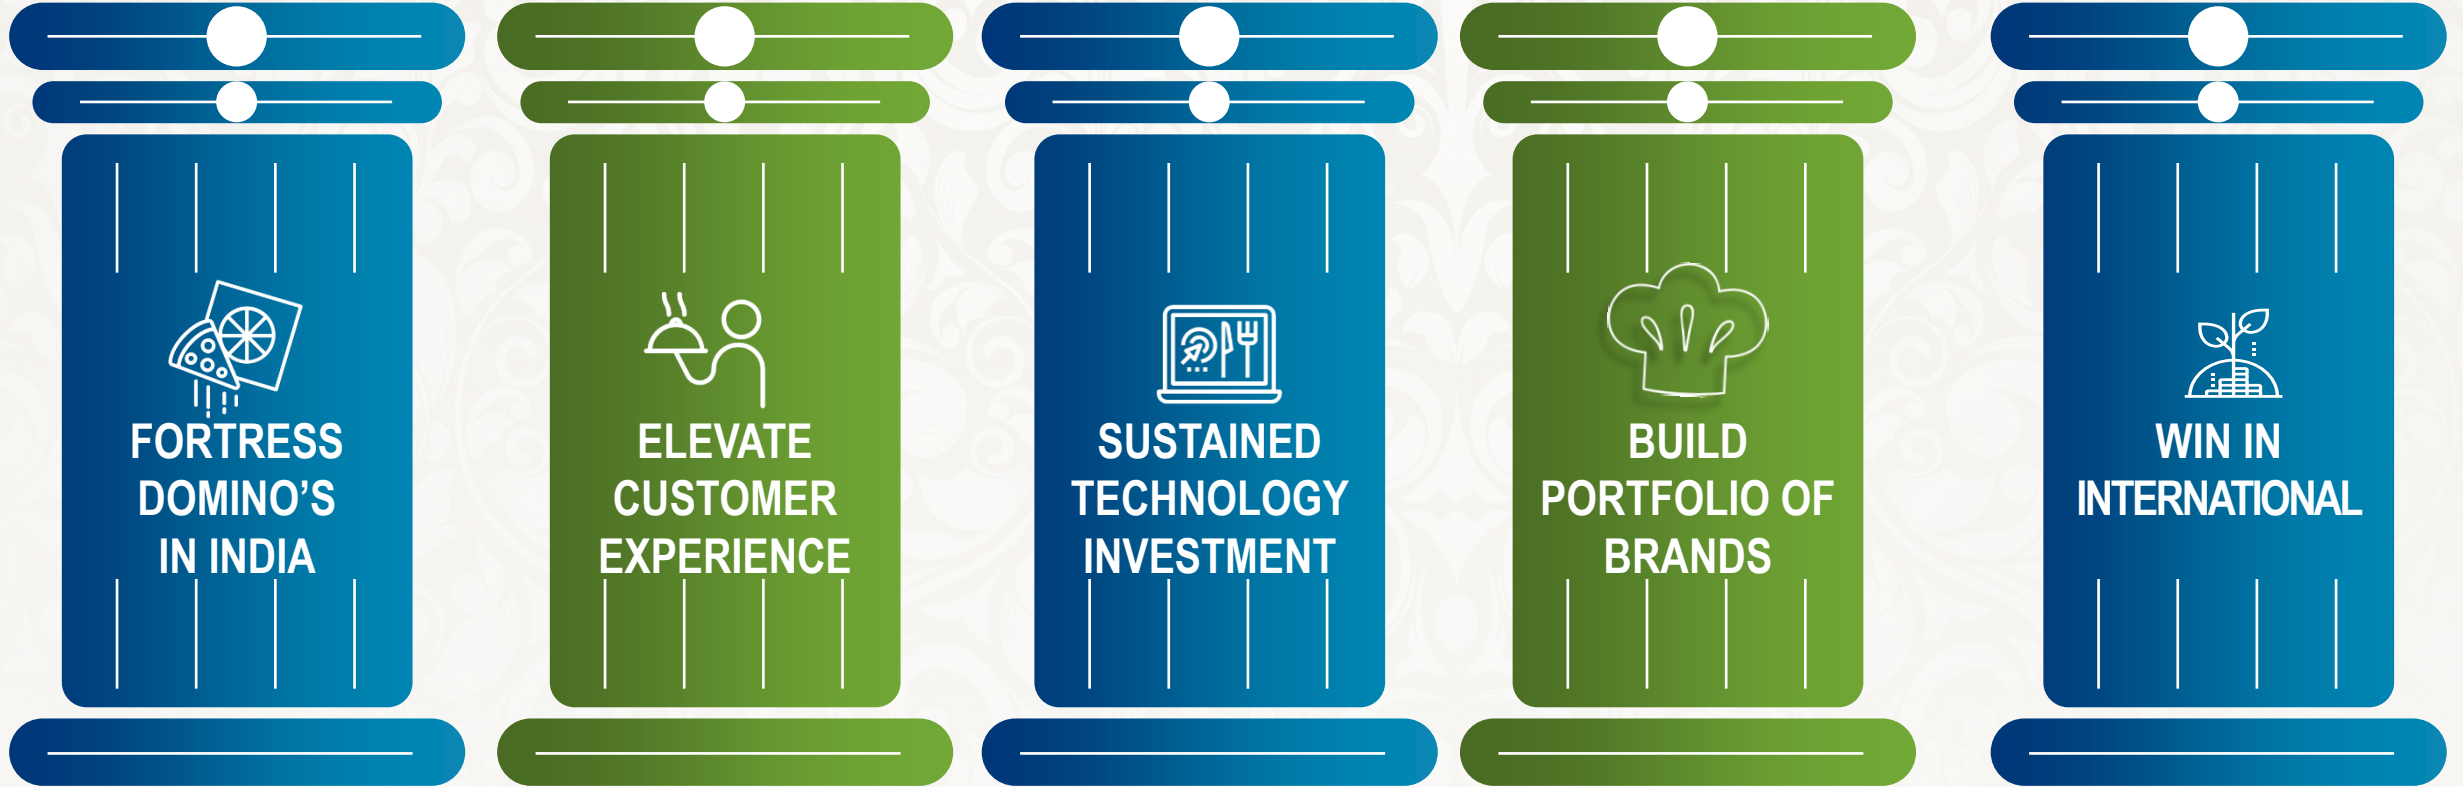 FORTRESS
DOMINO’S
IN INDIA
ELEVATE
CUSTOMER
EXPERIENCE
SUSTAINED
TECHNOLOGY
INVESTMENT
BUILD
PORTFOLIO OF
BRANDS
WIN IN
INTERNATIONAL